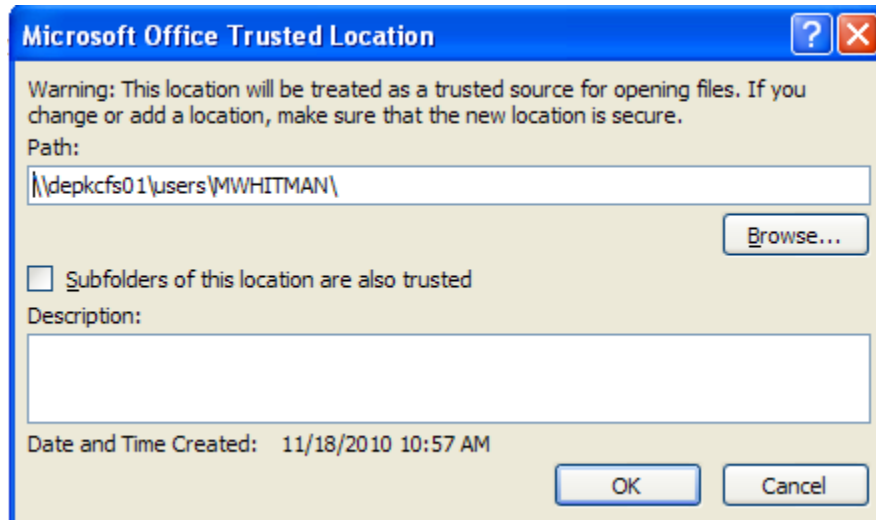 Microsoft Office Trusted Location
Warning: This location will be treated as a trusted source for opening files. If you
change or add a location, make sure that the new location is secure.
Path:
\\depkcfs01\users\MWHITMAN\
Browse...
Subfolders of this location are also trusted
Description:
Date and Time Created: 11/18/2010 10:57 AM
OK Cancel